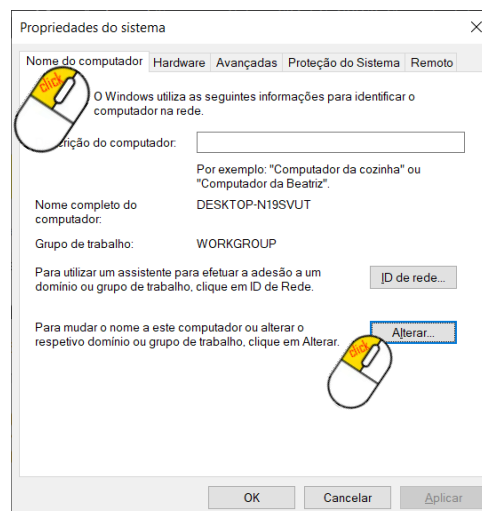 Propriedades do sistema
Nome do computador Hardware Avançadas Proteção do Sistema Remoto
click
O Windows utiliza as seguintes informações para identificar o
computador na rede.
do computador:
Por exemplo: "Computador da cozinha" ou
"Computador da Beatriz".
Nome completo do DESKTOP-N19SVUT
computador:
Grupo de trabalho: WORKGROUP
Para utilizar um assistente para efetuar a adesão a um
domínio ou grupo de trabalho, clique em ID de Rede.
ID de rede...
Para mudar o nome a este computador ou alterar o
respetivo domínio ou grupo de trabalho, clique em Alterar.
Alterar...
click
OK Cancelar Aplicar